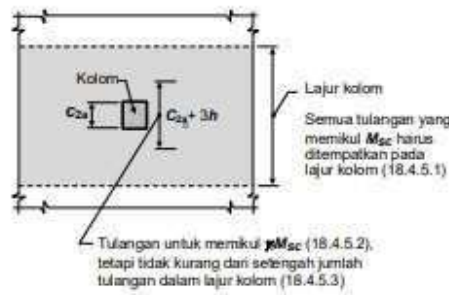 Kolom
c2a
C2a + 3h
Lajur kolom
Semua tulangan yang
memikul Msc harus
ditempatkan pada
lajur kolom (18.4.5.1)
Tulangan untuk memikul γMsc (18.4.5.2),
tetapi tidak kurang dari setengah jumlah
tulangan dalam lajur kolom (18.4.5.3)